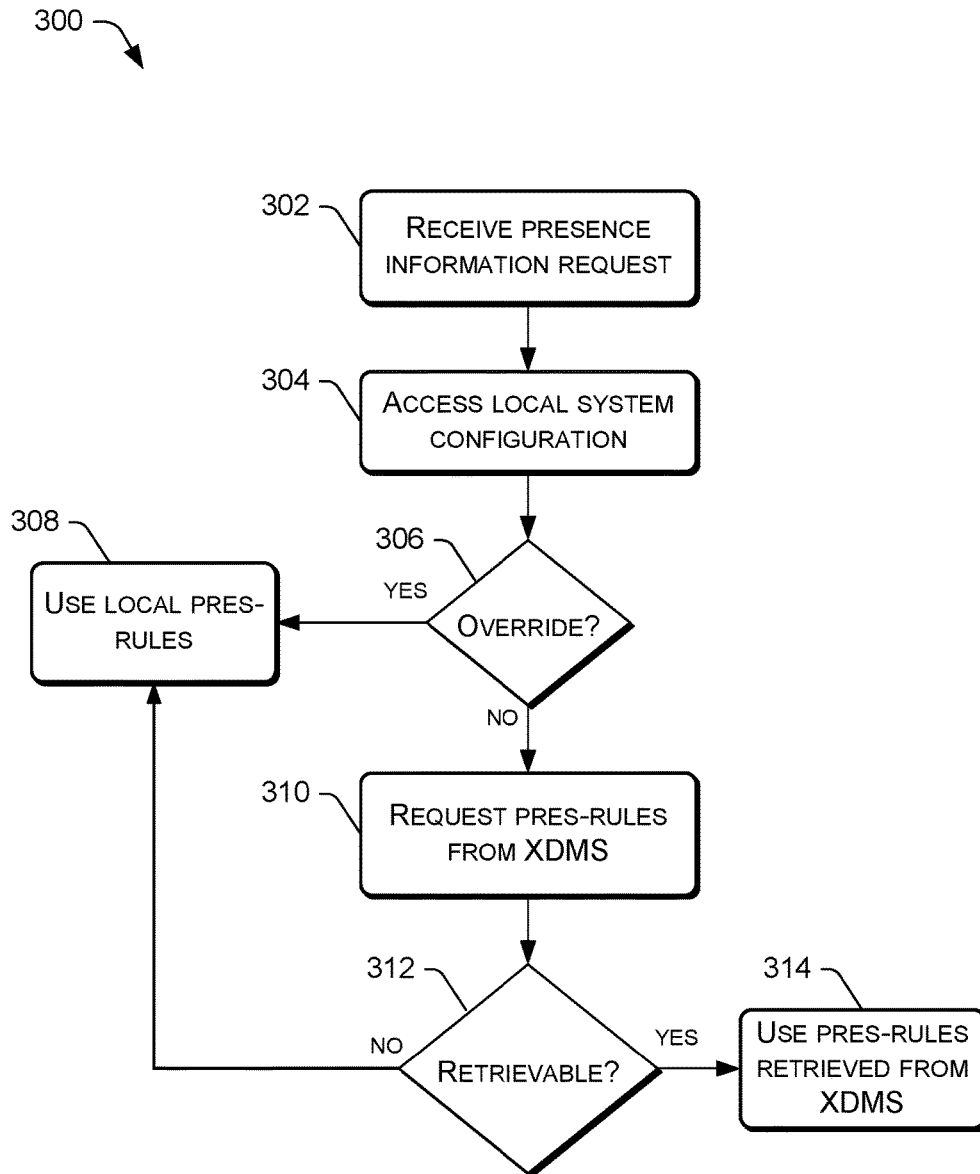 300
302
RECEIVE PRESENCE
INFORMATION REQUEST
304
ACCESS LOCAL SYSTEM
CONFIGURATION
308
306
YES
USE LOCAL PRES-
RULES
OVERRIDE?
NO
310
REQUEST PRES-RULES
FROM XDMS
312
314
NO
YES
RETRIEVABLE?
USE PRES-RULES
RETRIEVED FROM
XDMS